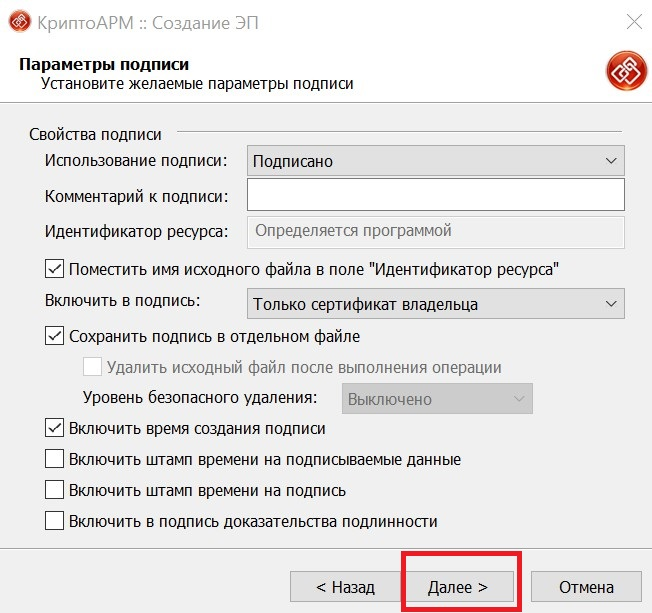 КриптоАРМ :: Создание ЭП
Параметры подписи
Установите желаемые параметры подписи
Свойства подписи
Использование подписи: Подписано
Комментарий к подписи:
Идентификатор ресурса: Определяется программой
Поместить имя исходного файла в поле "Идентификатор ресурса"
Включить в подпись: Только сертификат владельца
Сохранить подпись в отдельном файле
Удалить исходный файл после выполнения операции
Уровень безопасного удаления: Выключено
Включить время создания подписи
Включить штамп времени на подписываемые данные
Включить штамп времени на подпись
Включить в подпись доказательства подлинности
< Назад Далее > Отмена